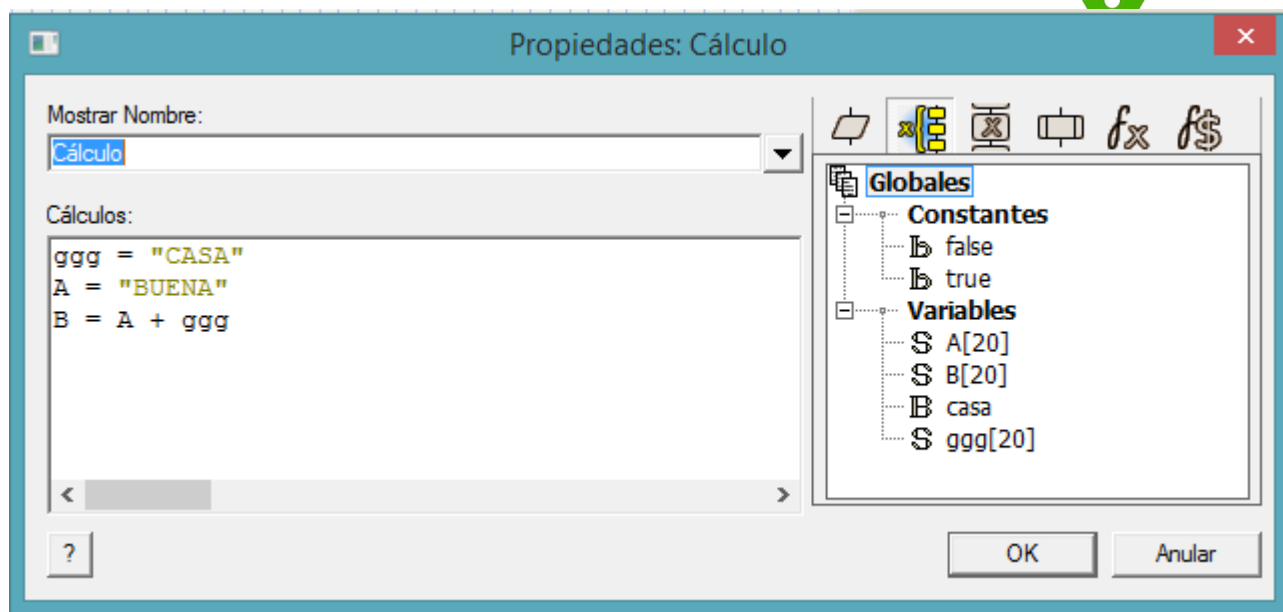 Propiedades: Cálculo
Mostrar Nombre:
Cálculo
Cálculos:
ggg = "CASA"
A = "BUENA"
B = A + ggg
Globales
Constantes
false
true
Variables
A[20]
B[20]
casa
ggg[20]
?
OK
Anular